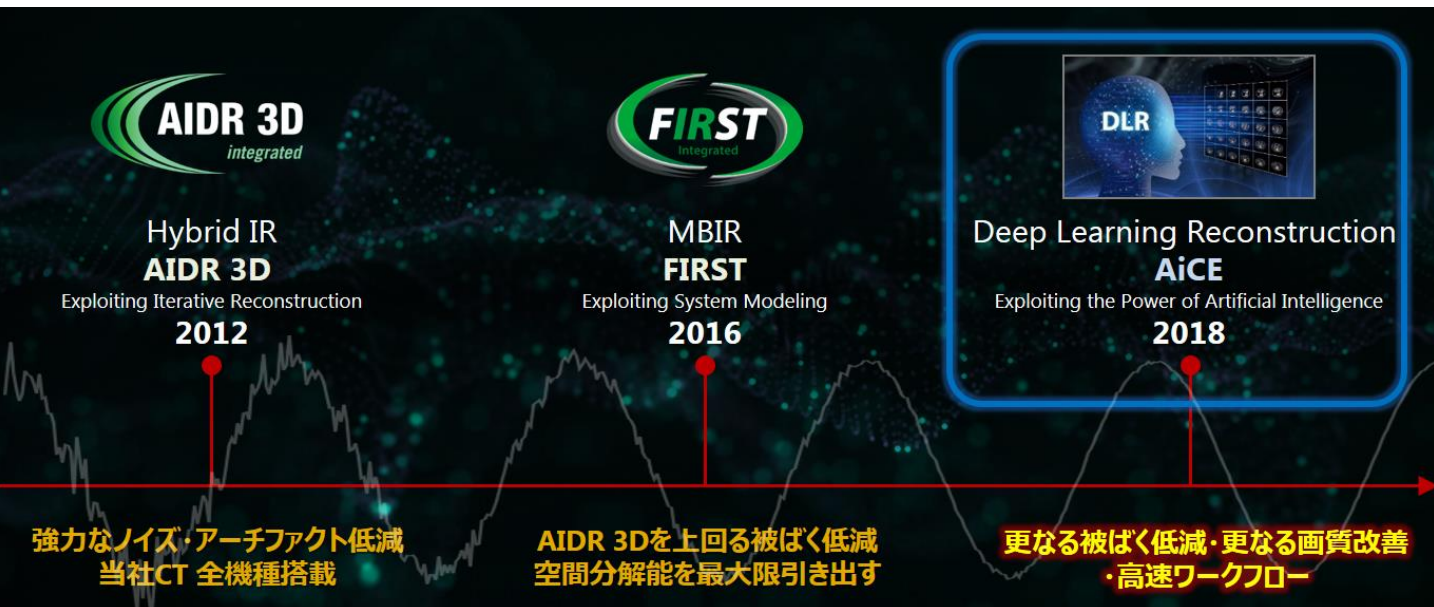 AIDR 3D
integrated
Hybrid IR
AIDR 3D
Exploiting Iterative Reconstruction
2012
強力なノイズ・アーチファクト低減
当社CT 全機種搭載
FIRST
Integrated
MBIR
FIRST
Exploiting System Modeling
2016
AIDR 3Dを上回る被ばく低減
空間分解能を最大限引き出す
DLR
Deep Learning Reconstruction
AiCE
Exploiting the Power of Artificial Intelligence
2018
更なる被ばく低減・更なる画質改善
・高速ワークフロー